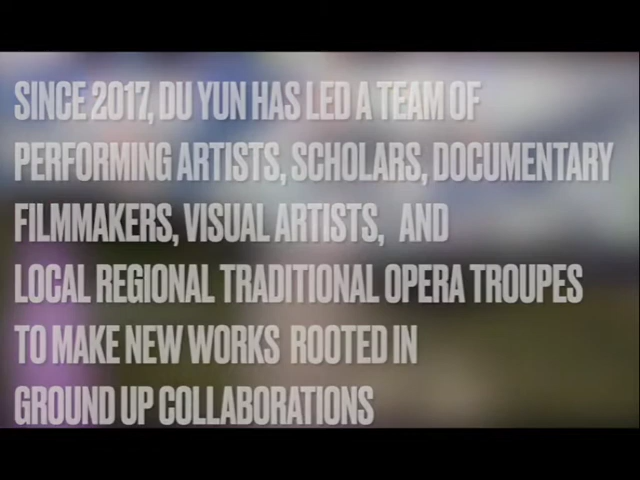 SINCE 2017, DU YUN HAS LED A TEAM OF
PERFORMING ARTISTS, SCHOLARS, DOCUMENTARY
FILMMAKERS, VISUAL ARTISTS, AND
LOCAL REGIONAL TRADITIONAL OPERA TROUPES
TO MAKE NEW WORKS ROOTED IN
GROUND UP COLLABORATIONS